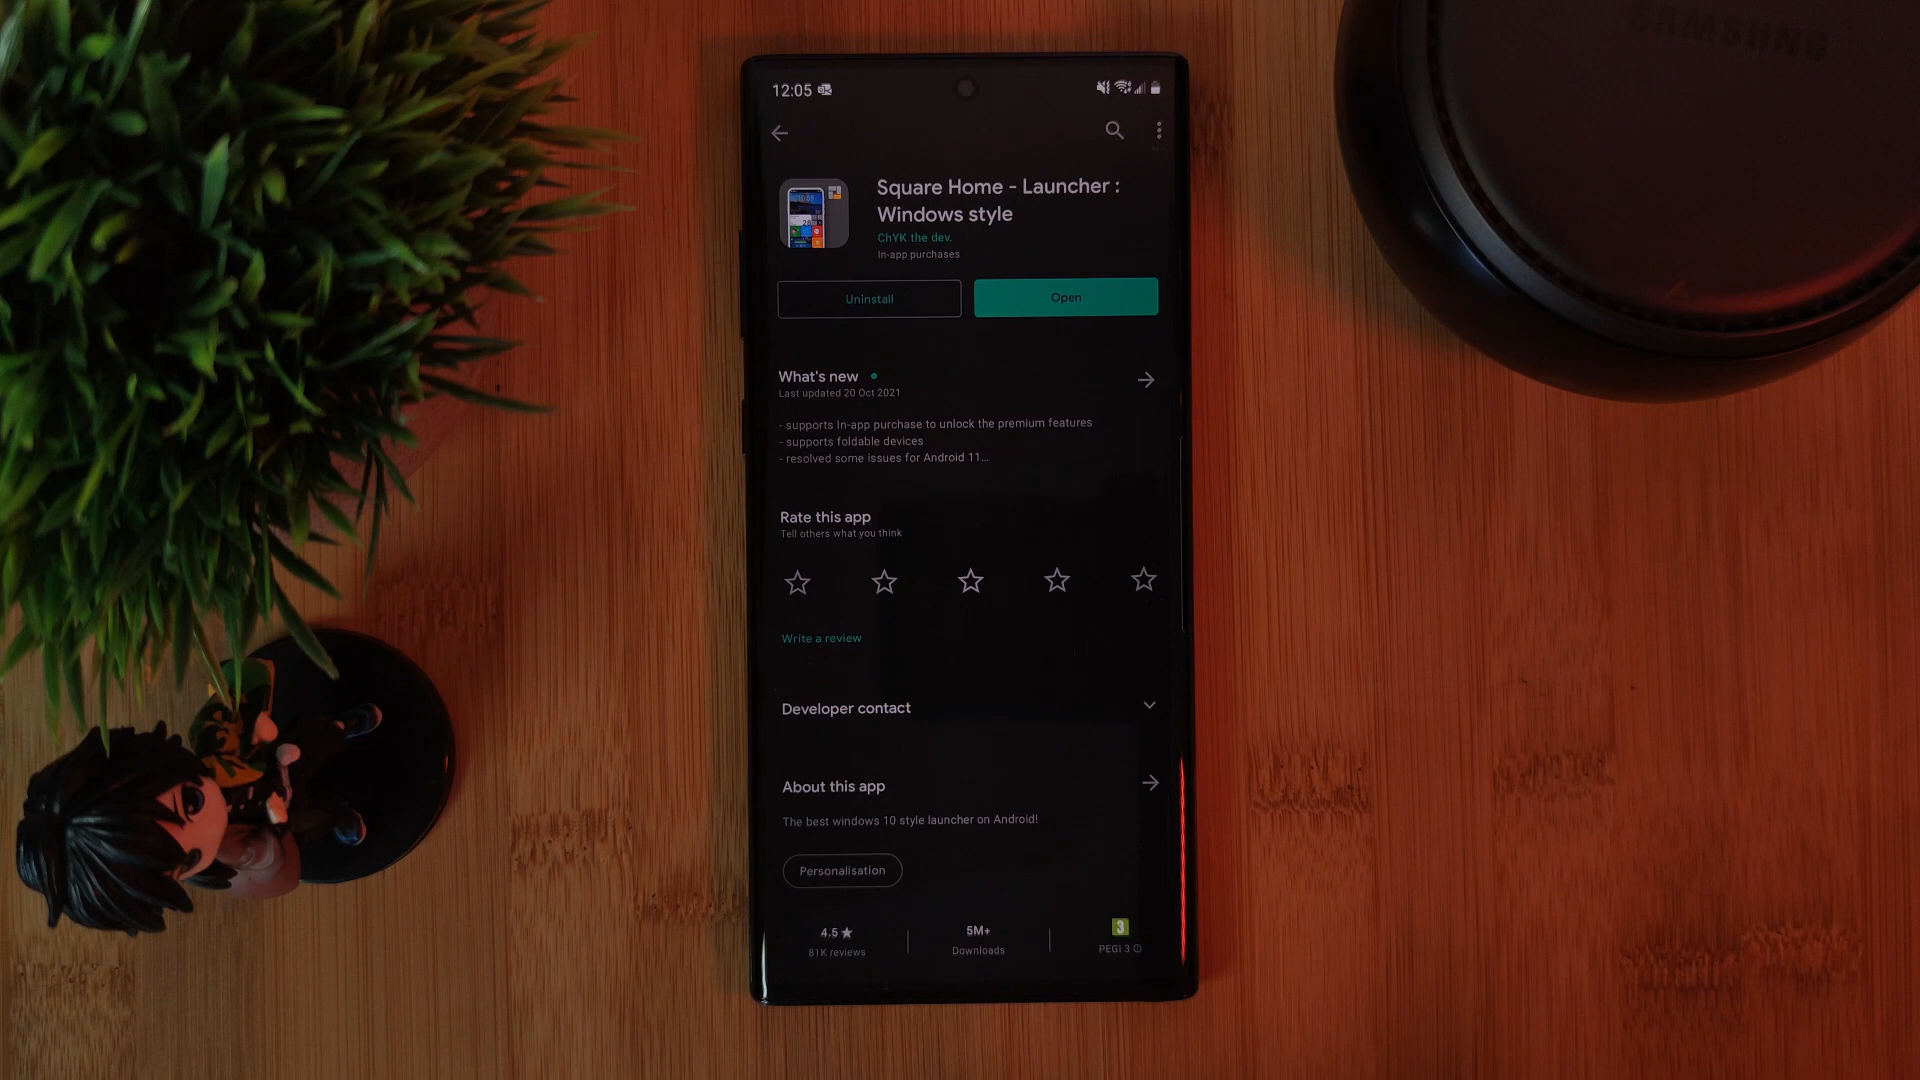 SAMSUNG
12:05
Square Home - Launcher :
Windows style
ChYK the dev.
In-app purchases
Uninstall
Open
What's new
Last updated 20 Oct 2021
- supports In-app purchase to unlock the premium features
- supports foldable devices
- resolved some issues for Android 11...
Rate this app
Tell others what you think
Write a review
Developer contact
About this app
The best windows 10 style launcher on Android!
Personalisation
4.5★
81K reviews
5M+
Downloads
3
PEGI 3